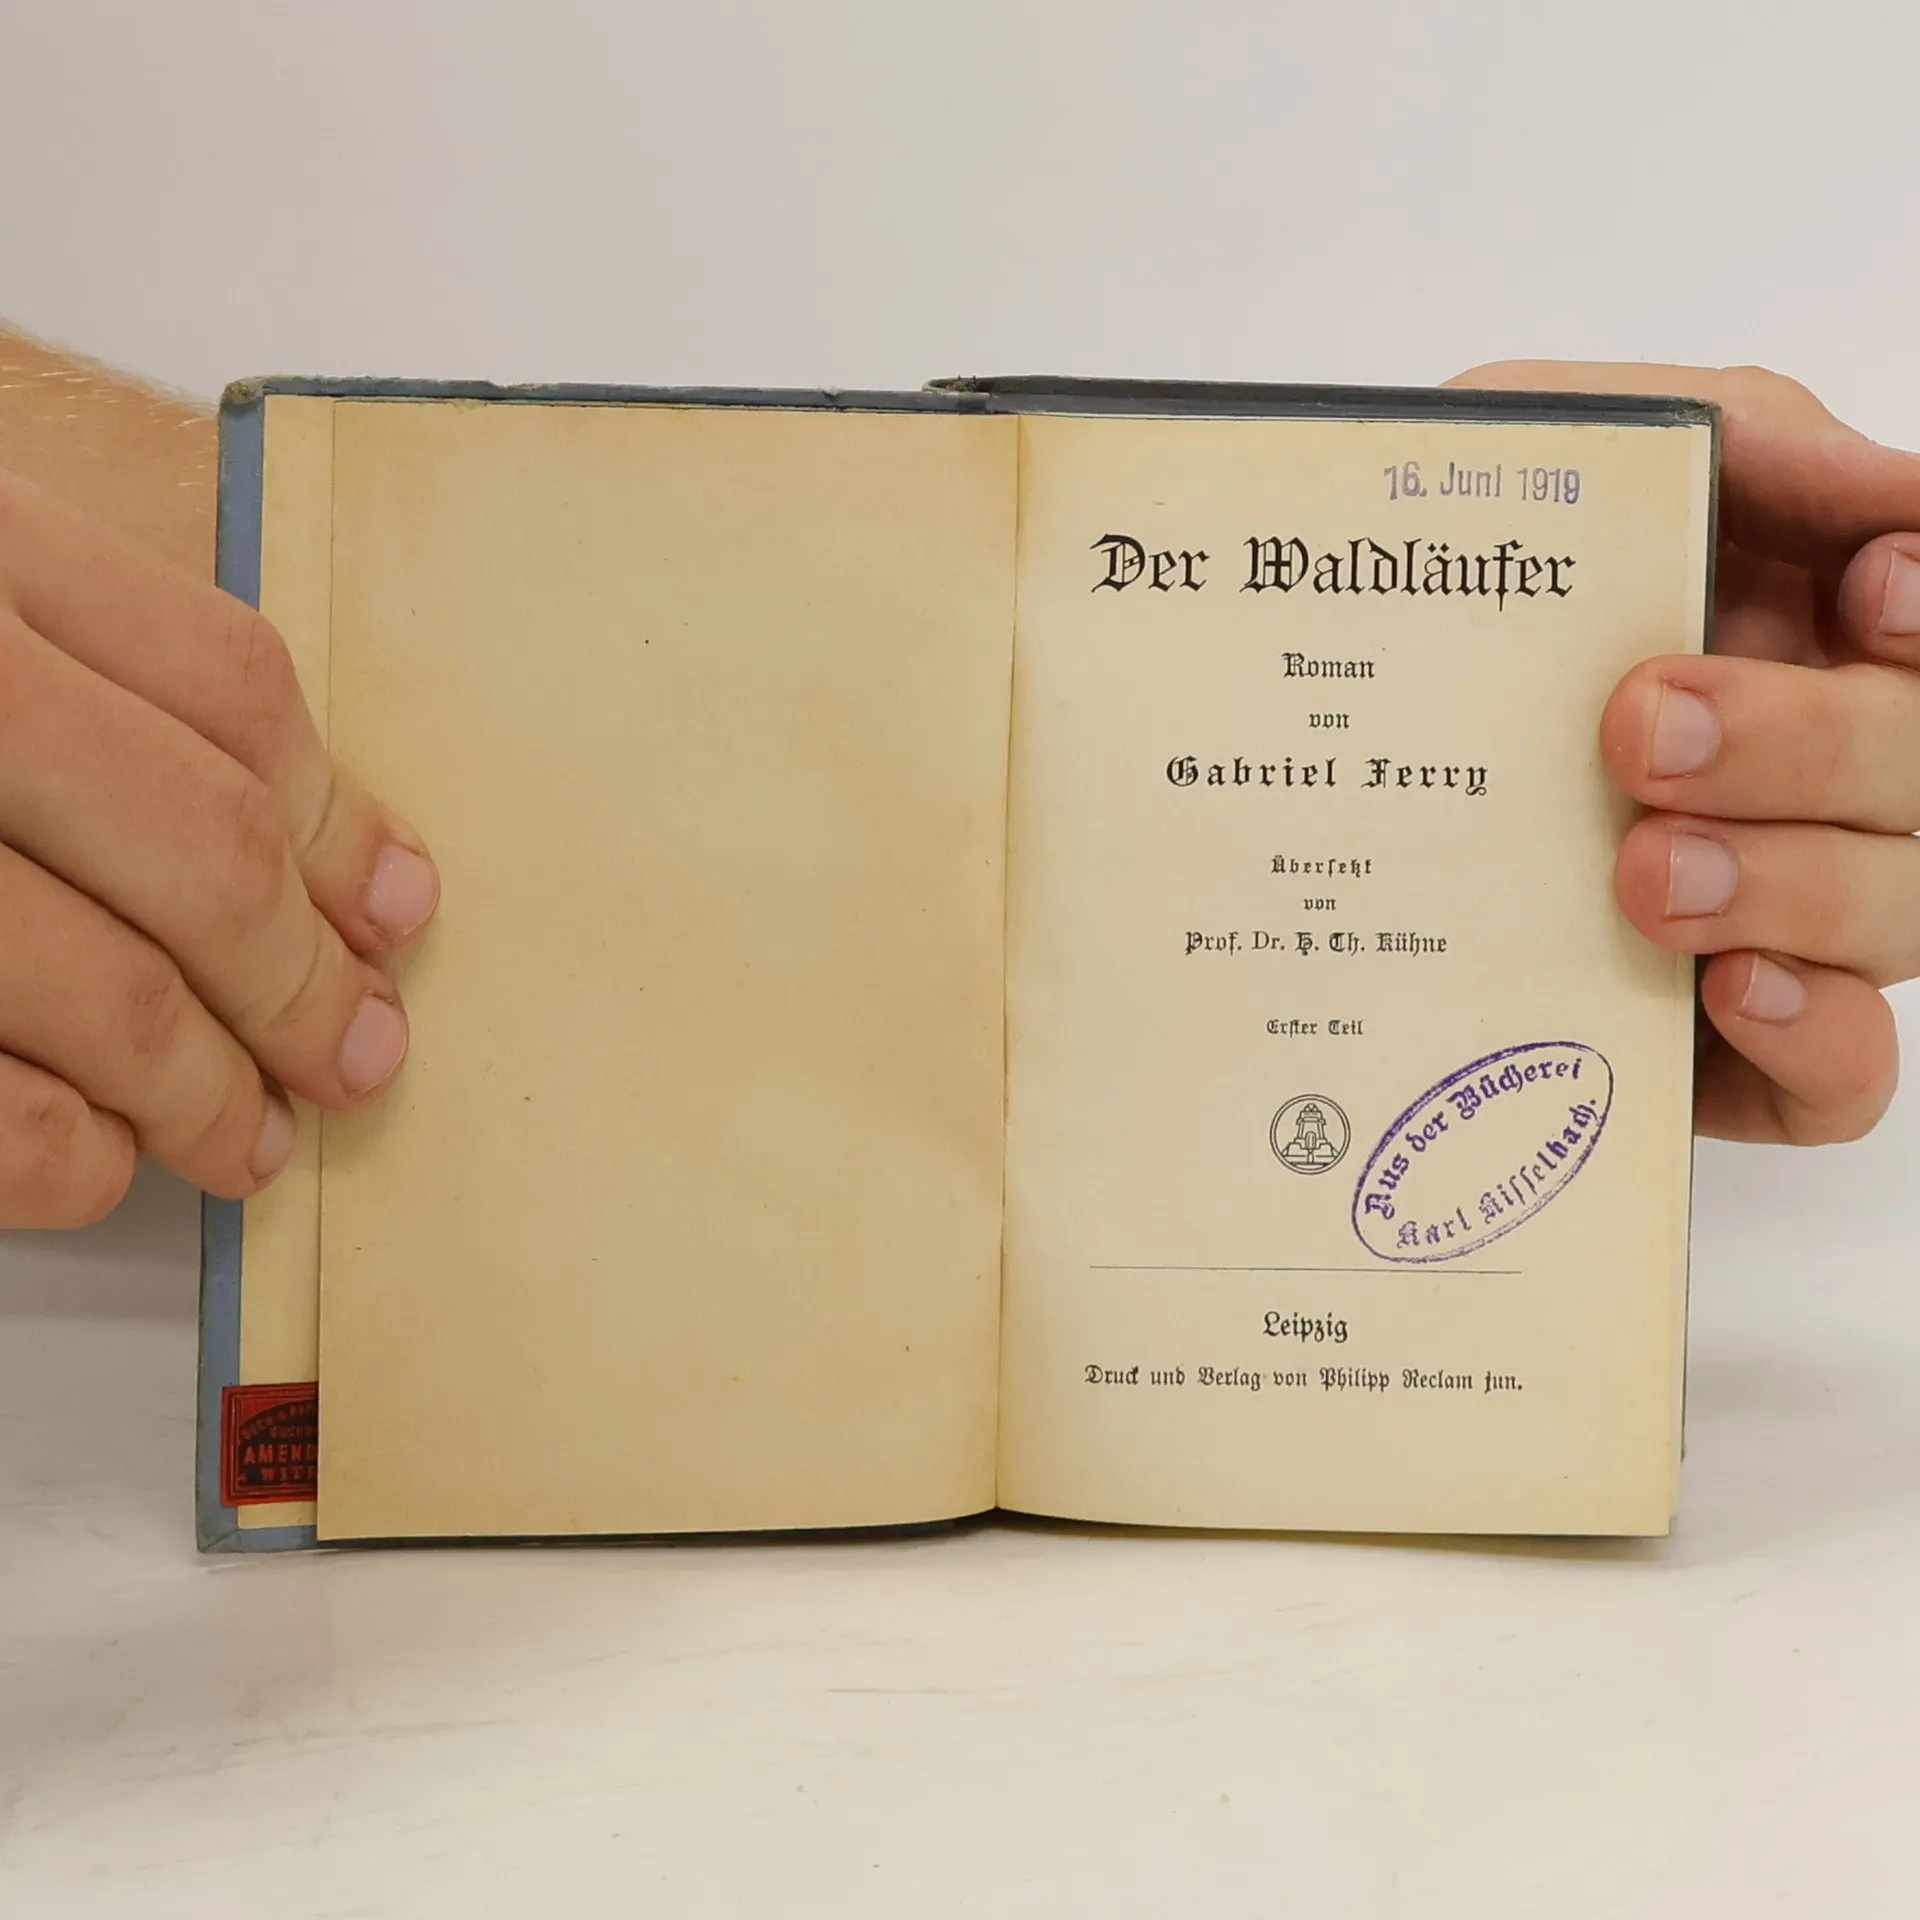 16. Juni 1919
Der Waldläufer
Roman
von
Gabriel Ferry
Übersetzt
von
Prof. Dr. H. Th. Kühne
Erster Teil
Aus der Bücherei
Karl Kisselbach.
Leipzig
Druck und Verlag von Philipp Reclam jun.